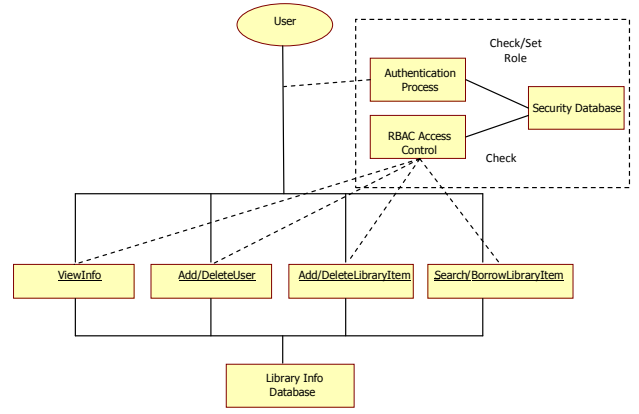 User
Check/Set
Role
Authentication
Process
Security Database
RBAC Access
Control
Check
ViewInfo
Add/DeleteUser
Add/DeleteLibraryItem
Search/BorrowLibraryItem
Library Info
Database